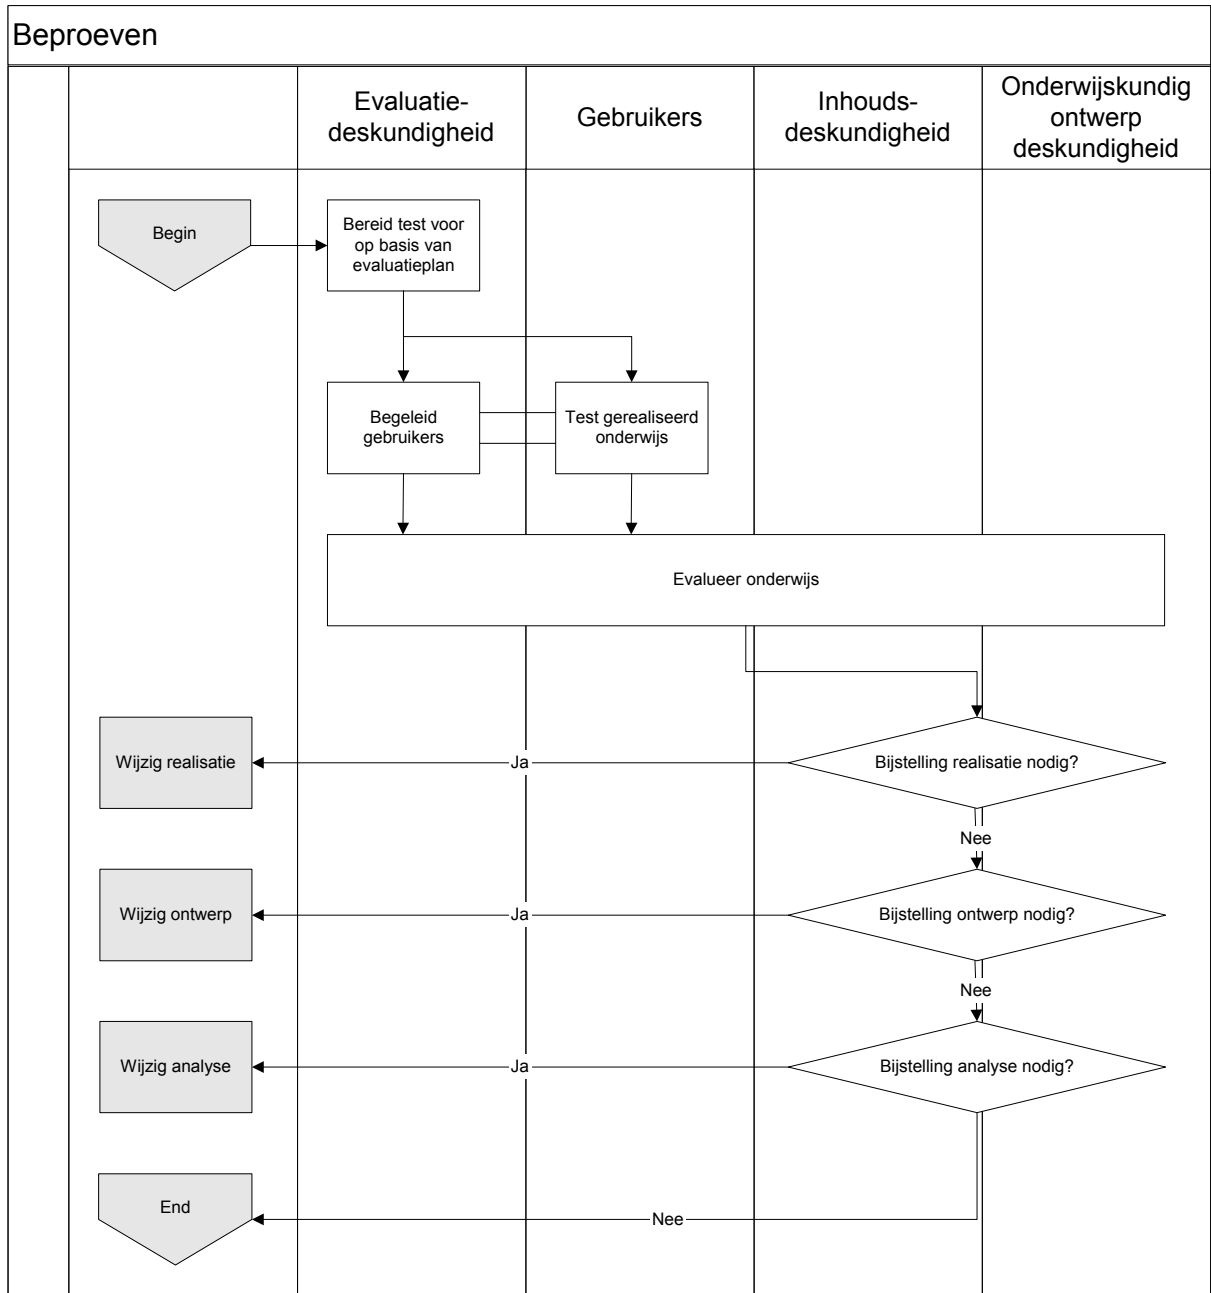 Beproeven
Evaluatie-
deskundigheid
Gebruikers
Inhouds-
deskundigheid
Onderwijskundig
ontwerp
deskundigheid
Begin
Bereid test voor
op basis van
evaluatieplan
Begeleid
gebruikers
Test gerealiseerd
onderwijs
Evalueer onderwijs
Wijzig realisatie
Ja
Bijstelling realisatie nodig?
Nee
Wijzig ontwerp
Ja
Bijstelling ontwerp nodig?
Nee
Wijzig analyse
Ja
Bijstelling analyse nodig?
End
Nee